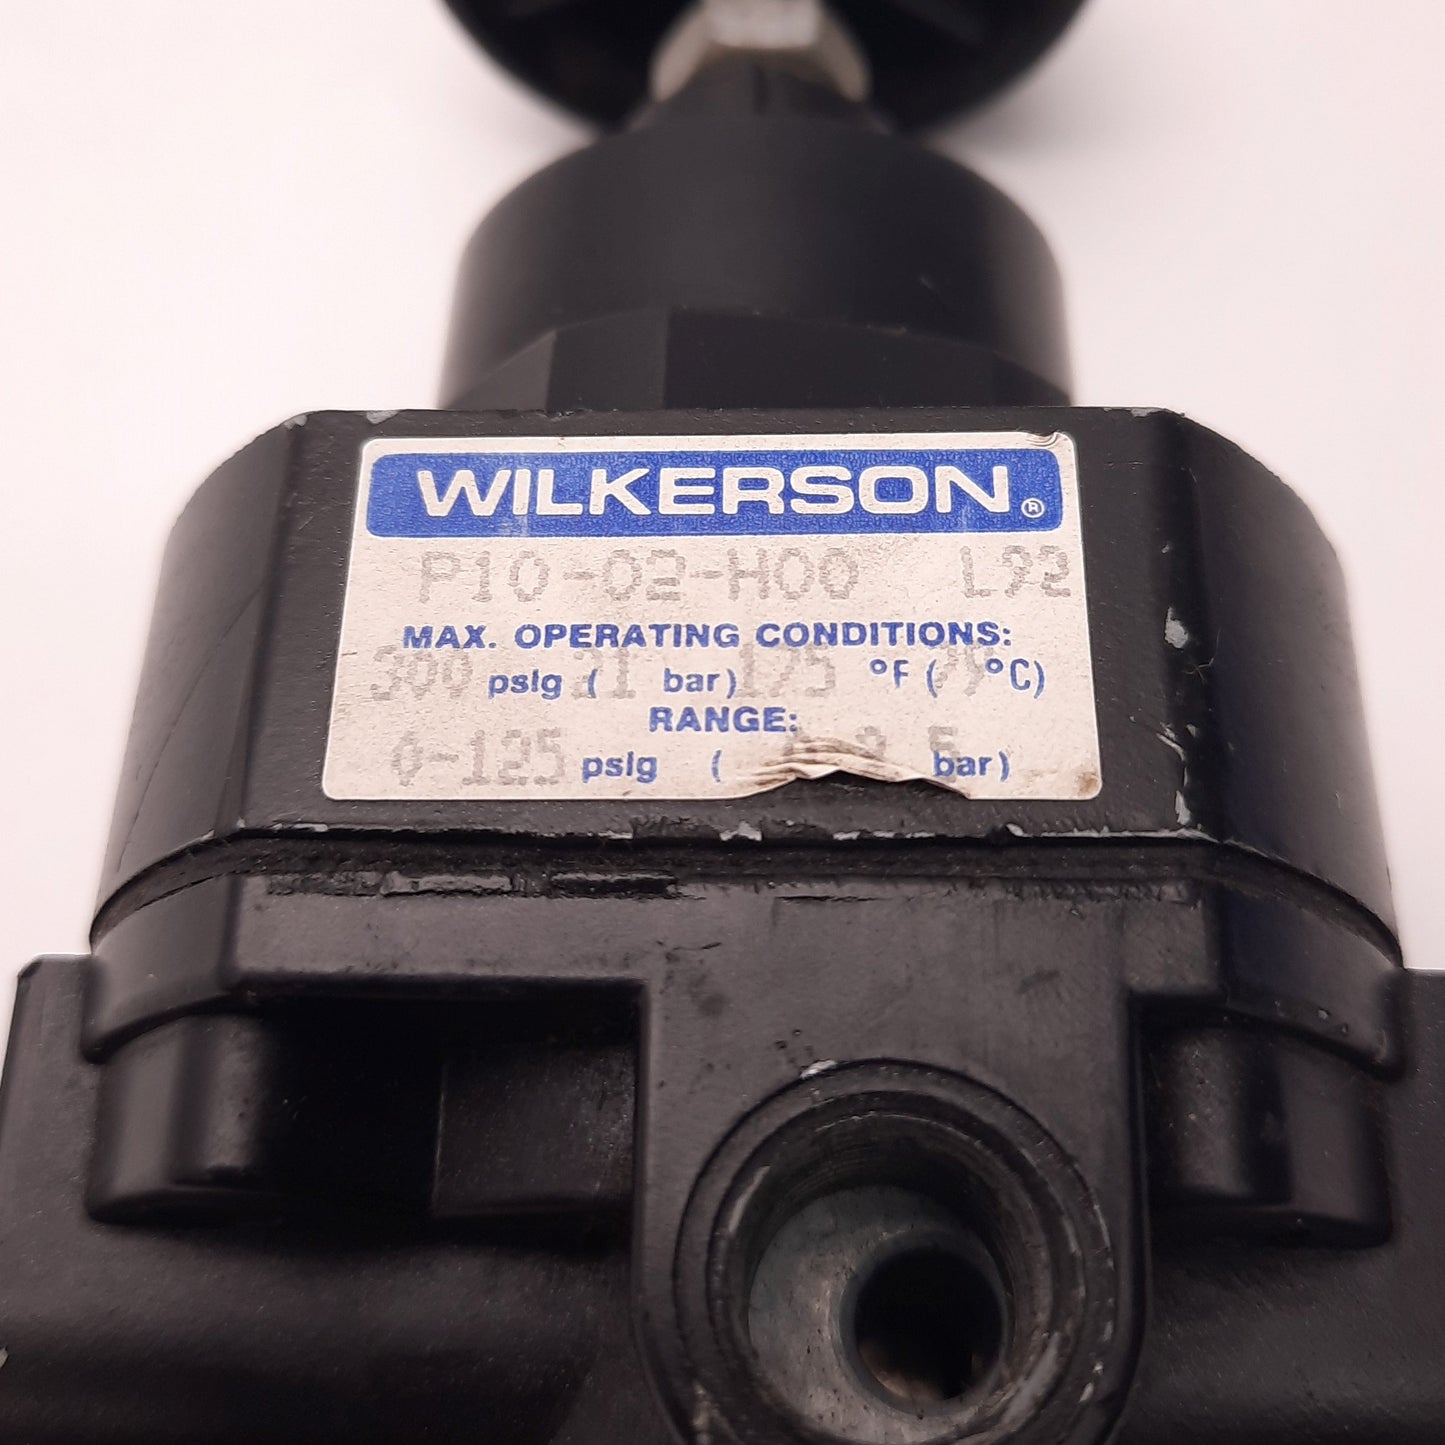 WILKERSON®
P10-02-H00 L92
MAX. OPERATING CONDITIONS:
300 psig ( 21 bar) 175 °F ( 79 °C)
RANGE:
0-125 psig ( 5 bar)